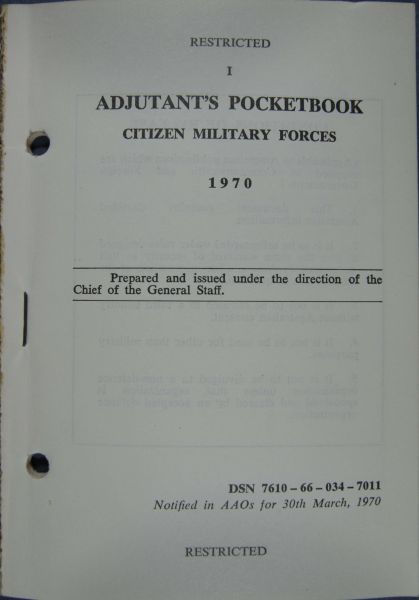 RESTRICTED
I
ADJUTANT'S POCKETBOOK
CITIZEN MILITARY FORCES
1970
Prepared and issued under the direction of the
Chief of the General Staff.
DSN 7610-66-034-7011
Notified in AAOs for 30th March, 1970
RESTRICTED